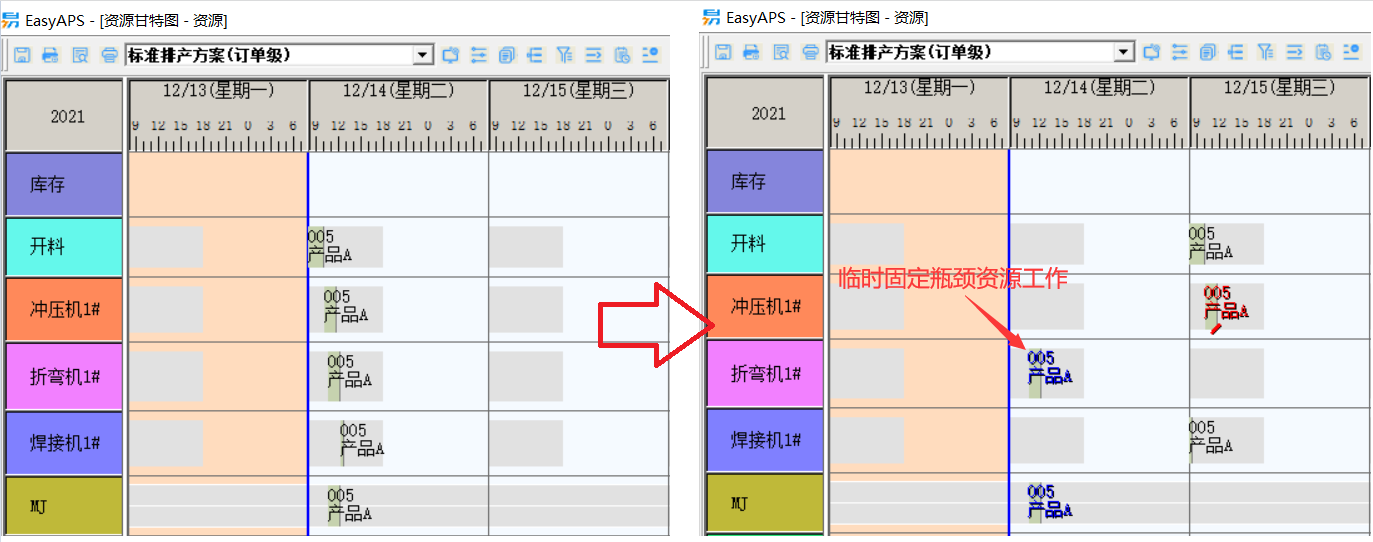 EasyAPS - [资源甘特图 - 资源]
标准排产方案(订单级)
2021
12/13(星期一)
12/14(星期二)
12/15(星期三)
9 12 15 18 21 0 3 6
9 12 15 18 21 0 3 6
9 12 15 18 21 0 3 6
库存
开料
005
产品A
冲压机1#
005
产品A
折弯机1#
005
产品A
焊接机1#
005
产品A
MJ
005
产品A
EasyAPS - [资源甘特图 - 资源]
标准排产方案(订单级)
2021
12/13(星期一)
12/14(星期二)
12/15(星期三)
9 12 15 18 21 0 3 6
9 12 15 18 21 0 3 6
9 12 15 18 21 0 3 6
库存
开料
005
产品A
临时固定瓶颈资源工作
冲压机1#
005
产品A
折弯机1#
005
产品A
焊接机1#
005
产品A
MJ
005
产品A